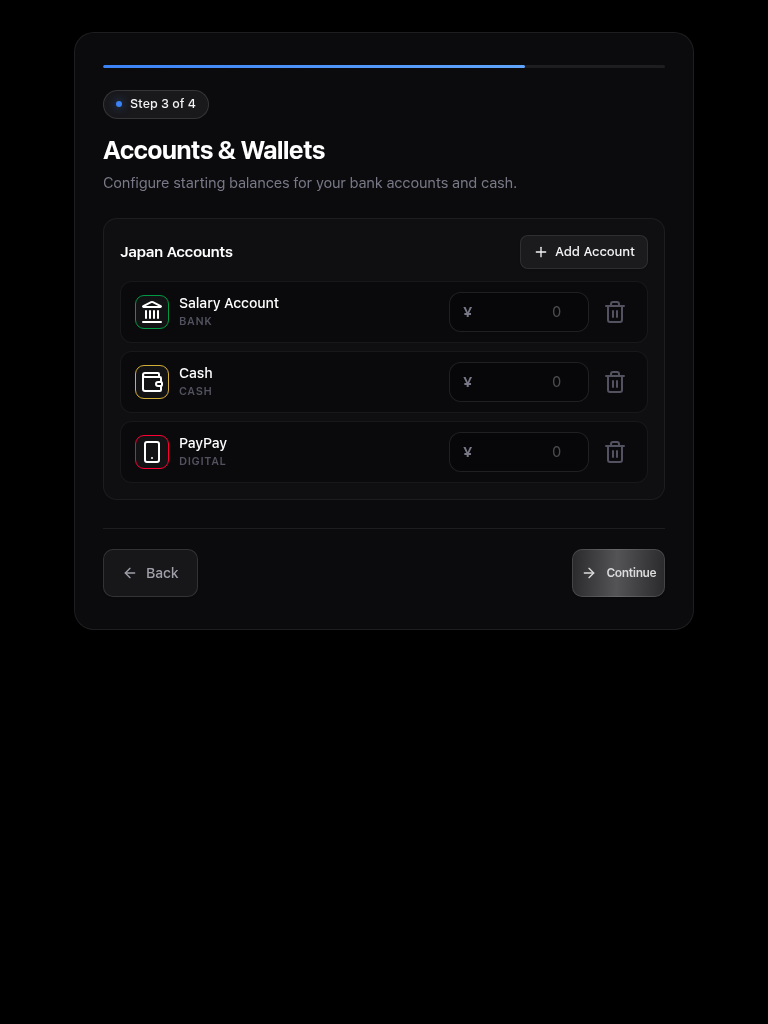 Step 3 of 4
Accounts & Wallets
Configure starting balances for your bank accounts and cash.
Japan Accounts
Add Account
Salary Account
BANK
¥ 0
Cash
CASH
¥ 0
PayPay
DIGITAL
¥ 0
Back
Continue